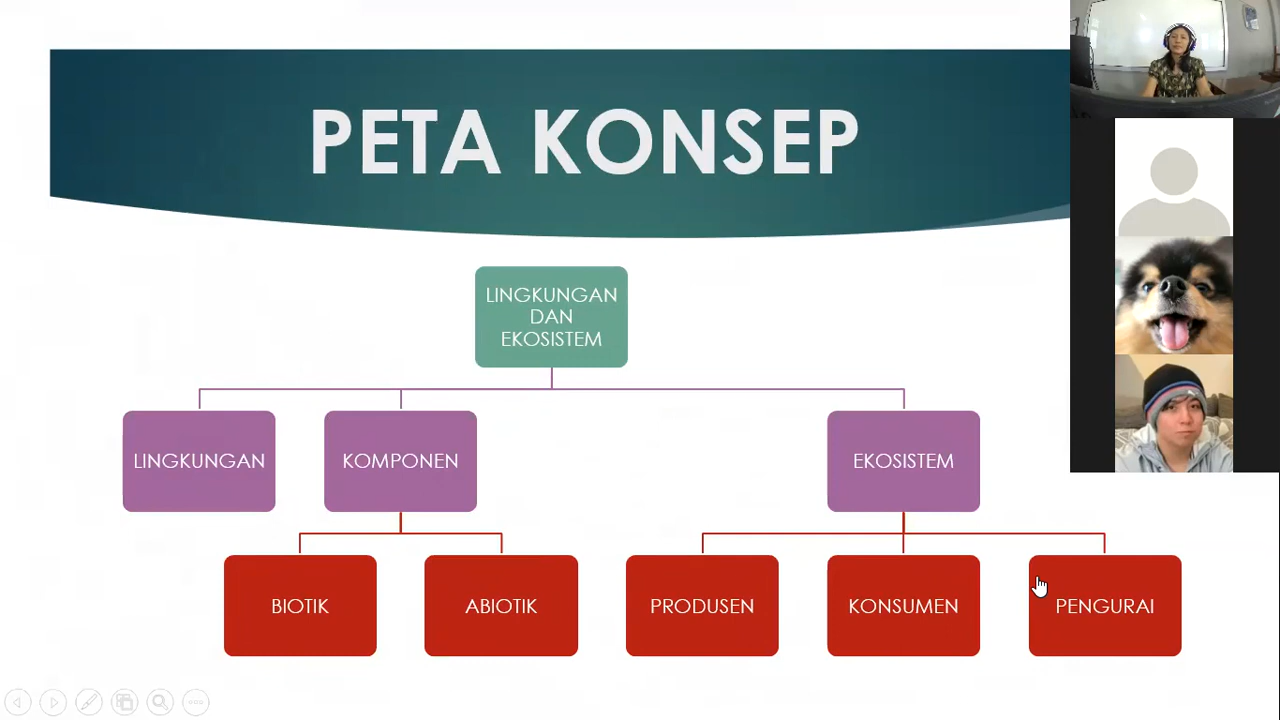 PETA KONSEP
LINGKUNGAN
DAN
EKOSISTEM
LINGKUNGAN
KOMPONEN
EKOSISTEM
BIOTIK
ABIOTIK
PRODUSEN
KONSUMEN
PENGURAI